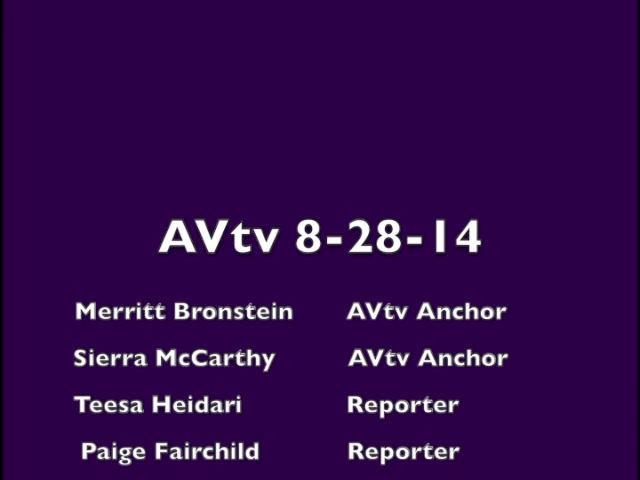 AVtv 8-28-14
Merritt Bronstein AVtv Anchor
Sierra McCarthy AVtv Anchor
Teesa Heidari Reporter
Paige Fairchild Reporter